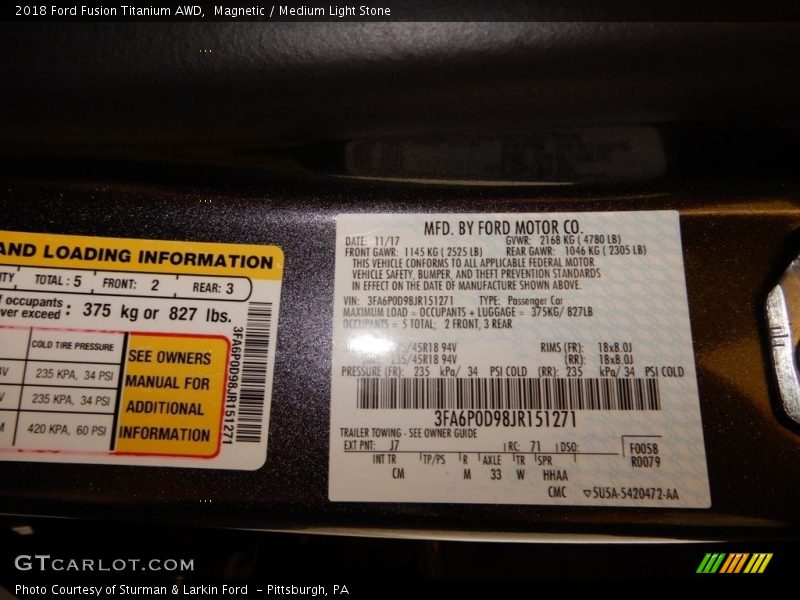 2018 Ford Fusion Titanium AWD, Magnetic / Medium Light Stone
AND LOADING INFORMATION
TOTAL: 5 FRONT: 2 REAR: 3
occupants
ver exceed : 375 kg or 827 lbs.
COLD TIRE PRESSURE
235 KPA, 34 PSI
235 KPA, 34 PSI
420 KPA, 60 PSI
SEE OWNERS
MANUAL FOR
ADDITIONAL
INFORMATION
3FA6P0D98JR151271
MFD. BY FORD MOTOR CO.
DATE: 11/17 GVWR: 2168 KG ( 4780 LB)
FRONT GAWR: 1145 KG ( 2525 LB) REAR GAWR: 1046 KG ( 2305 LB)
THIS VEHICLE CONFORMS TO ALL APPLICABLE FEDERAL MOTOR
VEHICLE SAFETY, BUMPER, AND THEFT PREVENTION STANDARDS
IN EFFECT ON THE DATE OF MANUFACTURE SHOWN ABOVE.
VIN: 3FA6P0D98JR151271 TYPE: Passenger Car
MAXIMUM LOAD = OCCUPANTS + LUGGAGE = 375KG/ 827LB
OCCUPANTS = 5 TOTAL; 2 FRONT, 3 REAR
/45R18 94V RIMS (FR): 18x8.0J
235/45R18 94V (RR): 18x8.0J
PRESSURE (FR): 235 kPa/ 34 PSI COLD (RR): 235 kPa/ 34 PSI COLD
3FA6P0D98JR151271
TRAILER TOWING - SEE OWNER GUIDE
EXT PNT: J7 RC: 71 DSO: F0058
R0079
INT TR TP/PS R AXLE TR SPR
CM M 33 W HHAA
CMC ▽5U5A-5420472-AA
GTCARLOT.COM
Photo Courtesy of Sturman & Larkin Ford - Pittsburgh, PA